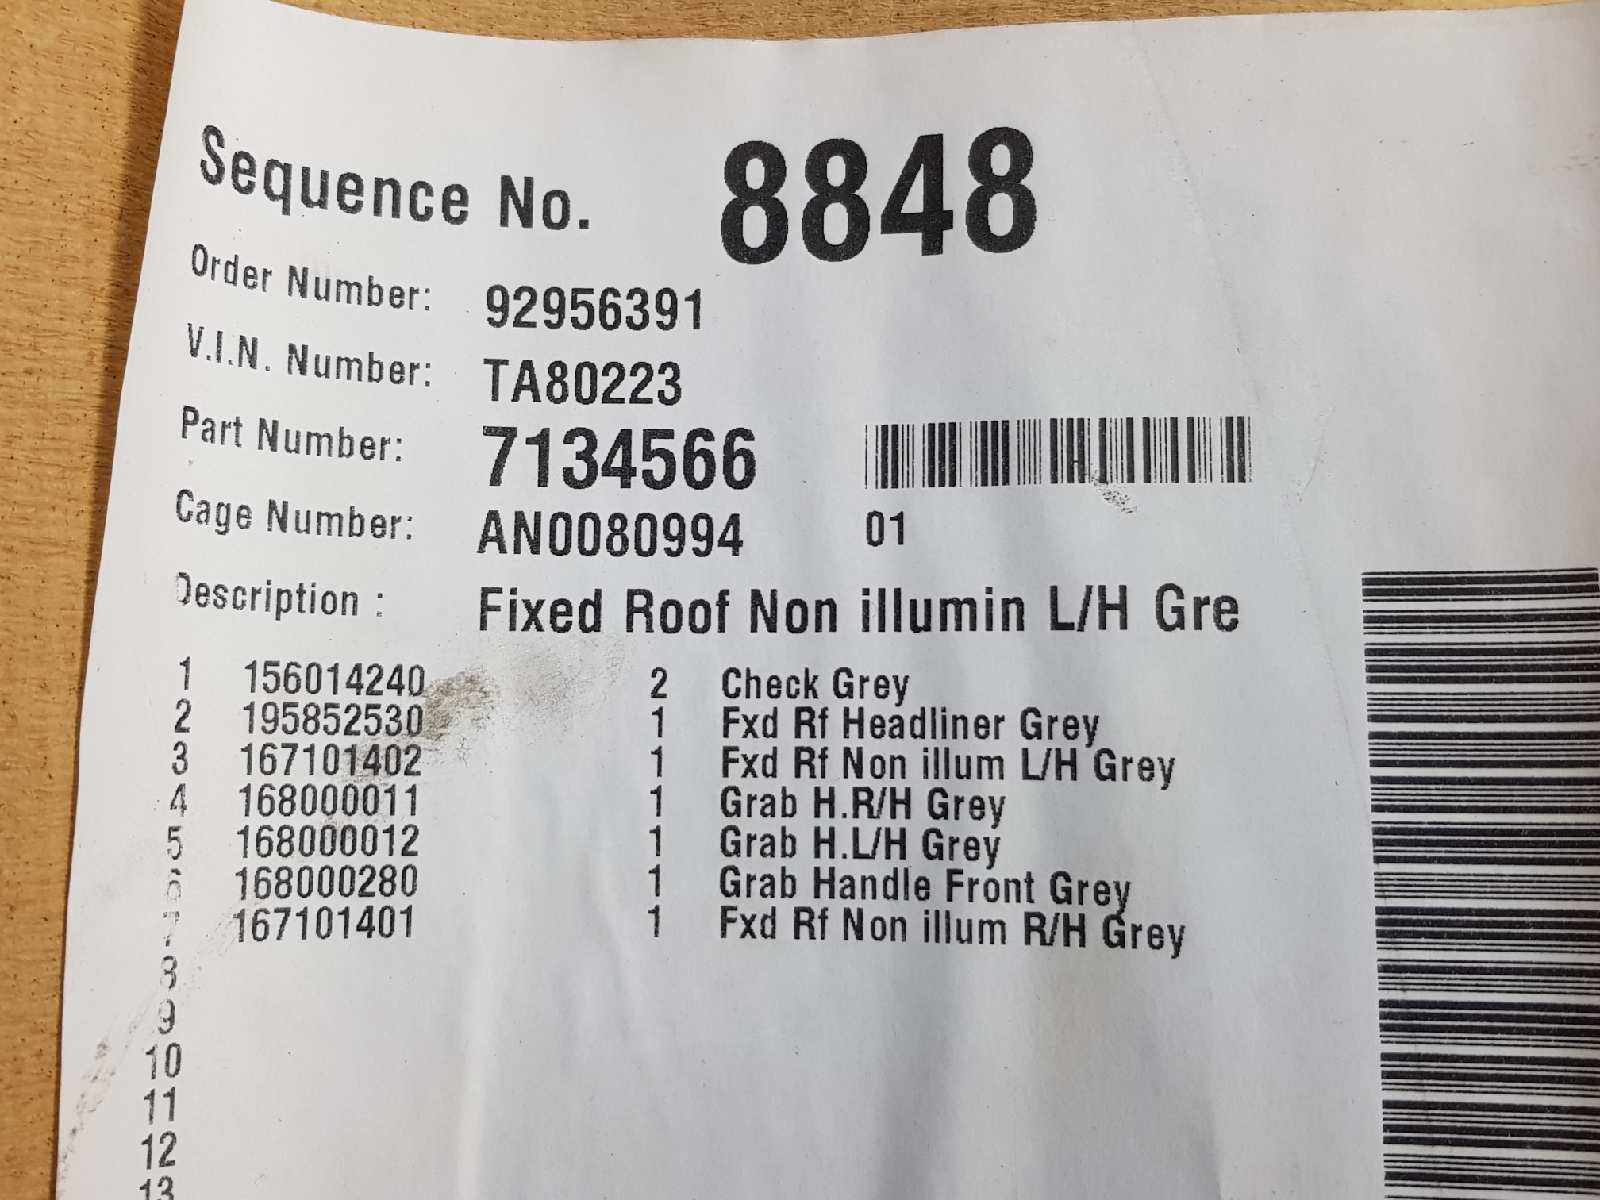 Sequence No. 8848
Order Number: 92956391
V.I.N. Number: TA80223
Part Number: 7134566
Cage Number: AN0080994 01
Description : Fixed Roof Non illumin L/H Gre
1 156014240 2 Check Grey
2 195852530 1 Fxd Rf Headliner Grey
3 167101402 1 Fxd Rf Non illum L/H Grey
4 168000011 1 Grab H.R/H Grey
5 168000012 1 Grab H.L/H Grey
6 168000280 1 Grab Handle Front Grey
7 167101401 1 Fxd Rf Non illum R/H Grey
8
9
10
11
12
13